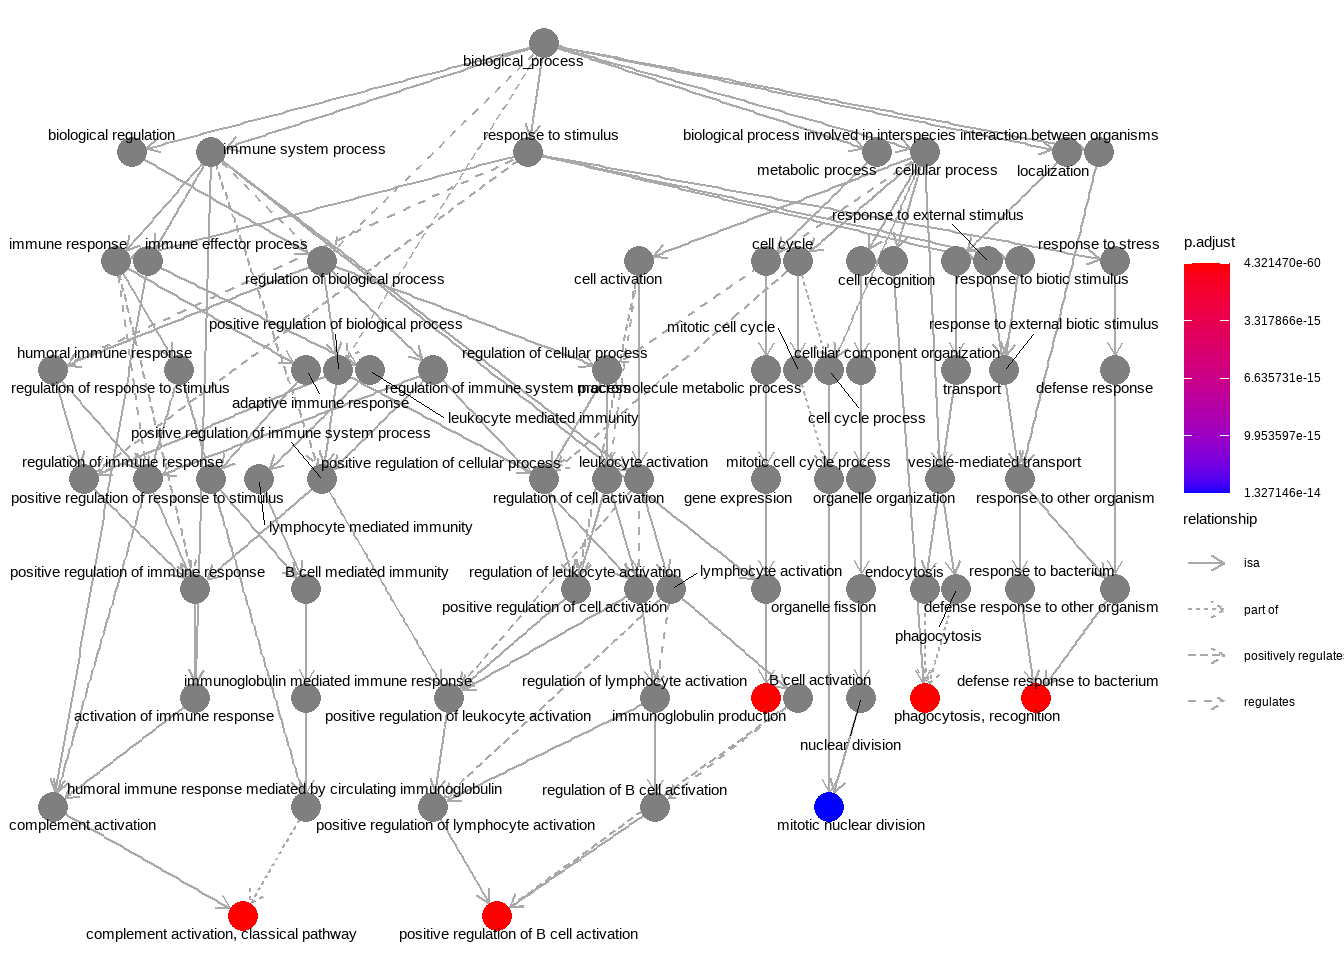 biological_process
biological regulation
immune system process
response to stimulus
biological process involved in interspecies interaction between organisms
metabolic process
cellular process
localization
response to external stimulus
immune response
immune effector process
regulation of biological process
cell activation
cell cycle
cell recognition
response to biotic stimulus
response to stress
positive regulation of biological process
mitotic cell cycle
response to external biotic stimulus
humoral immune response
regulation of cellular process
cellular component organization
regulation of response to stimulus
adaptive immune response
regulation of immune system process
macromolecule metabolic process
transport
defense response
leukocyte mediated immunity
cell cycle process
positive regulation of immune system process
regulation of immune response
positive regulation of cellular process
leukocyte activation
mitotic cell cycle process
vesicle-mediated transport
positive regulation of response to stimulus
regulation of cell activation
gene expression
organelle organization
response to other organism
lymphocyte mediated immunity
positive regulation of immune response
B cell mediated immunity
regulation of leukocyte activation
lymphocyte activation
endocytosis
response to bacterium
positive regulation of cell activation
organelle fission
defense response to other organism
phagocytosis
immunoglobulin mediated immune response
regulation of lymphocyte activation
B cell activation
defense response to bacterium
activation of immune response
positive regulation of leukocyte activation
immunoglobulin production
phagocytosis, recognition
nuclear division
humoral immune response mediated by circulating immunoglobulin
regulation of B cell activation
complement activation
positive regulation of lymphocyte activation
mitotic nuclear division
complement activation, classical pathway
positive regulation of B cell activation
p.adjust
4.321470e-60
3.317866e-15
6.635731e-15
9.953597e-15
1.327146e-14
relationship
isa
part of
positively regulates
regulates